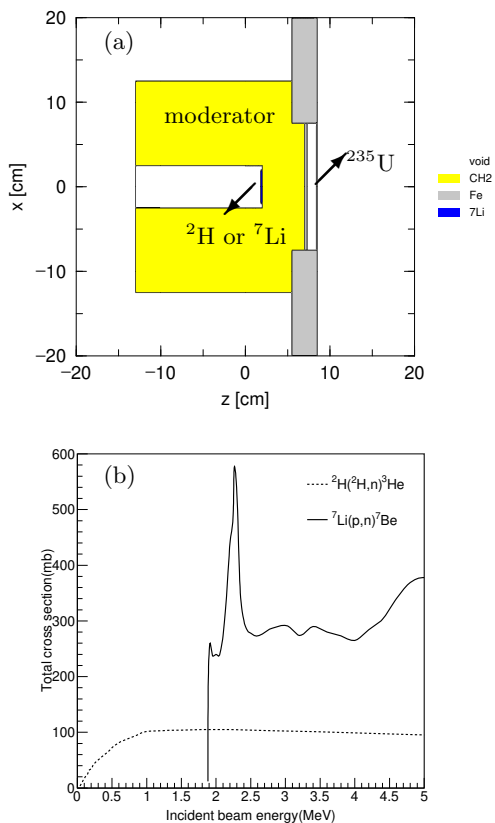 (a)
20
10
0
−10
−20
x [cm]
moderator
²H or ⁷Li
²³⁵U
−20
−10
0
10
20
z [cm]
void
CH2
Fe
7Li
(b)
600
500
400
300
200
100
0
Total cross section(mb)
²H(²H,n)³He
⁷Li(p,n)⁷Be
0
0.5
1
1.5
2
2.5
3
3.5
4
4.5
5
Incident beam energy(MeV)